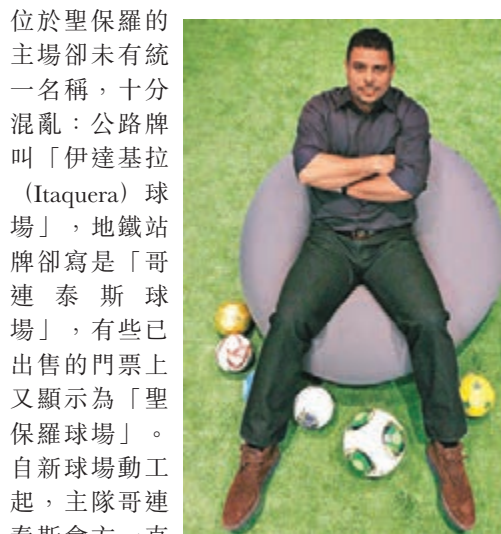 位於聖保羅的
主場卻未有統
一名稱，十分
混亂：公路牌
叫「伊達基拉
（Itaquera）球
場」，地鐵站
牌卻寫是「哥
連泰斯球
場」，有些已
出售的門票上
又顯示為「聖
保羅球場」。
自新球場動工
起，主隊哥連